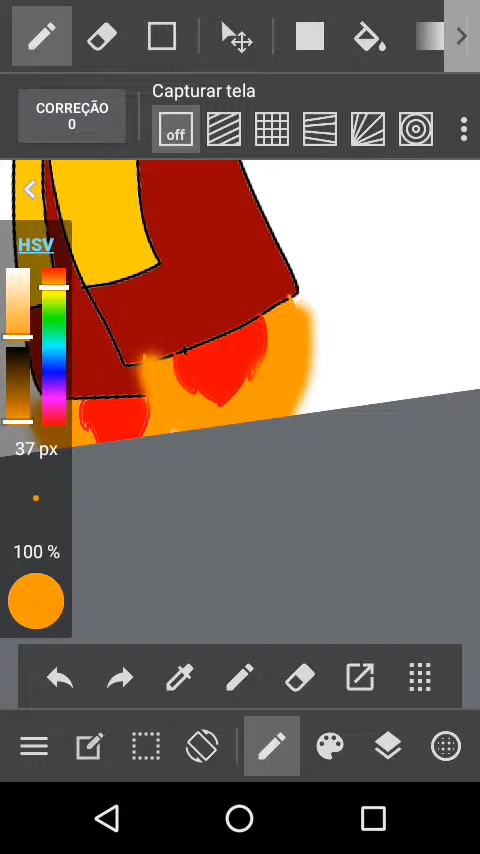 Capturar tela
CORREÇÃO
0
off
HSV
37 px
100 %